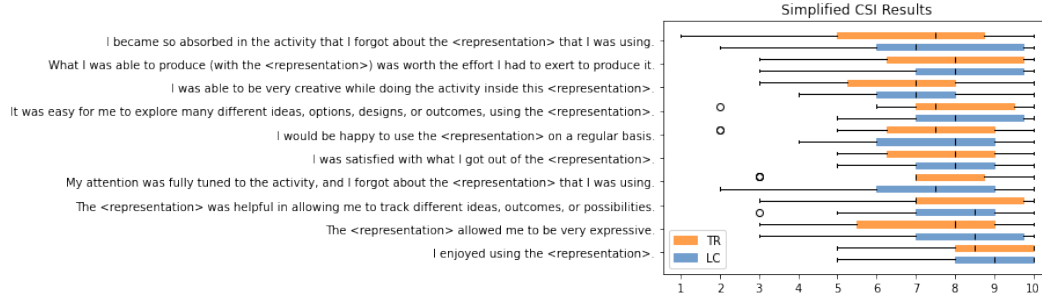 Simplified CSI Results
I became so absorbed in the activity that I forgot about the <representation> that I was using.
What I was able to produce (with the <representation>) was worth the effort I had to exert to produce it.
I was able to be very creative while doing the activity inside this <representation>.
It was easy for me to explore many different ideas, options, designs, or outcomes, using the <representation>.
I would be happy to use the <representation> on a regular basis.
I was satisfied with what I got out of the <representation>.
My attention was fully tuned to the activity, and I forgot about the <representation> that I was using.
The <representation> was helpful in allowing me to track different ideas, outcomes, or possibilities.
The <representation> allowed me to be very expressive.
I enjoyed using the <representation>.
TR
LC
1 2 3 4 5 6 7 8 9 10